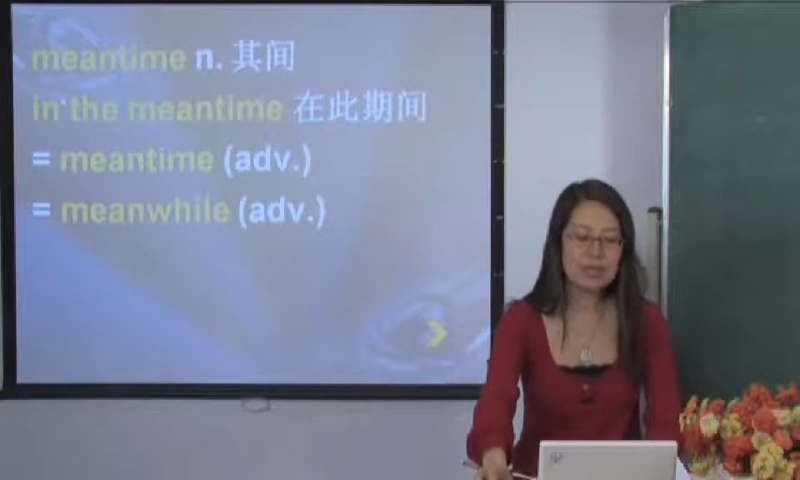 meantime n. 其间
in the meantime 在此期间
= meantime (adv.)
= meanwhile (adv.)